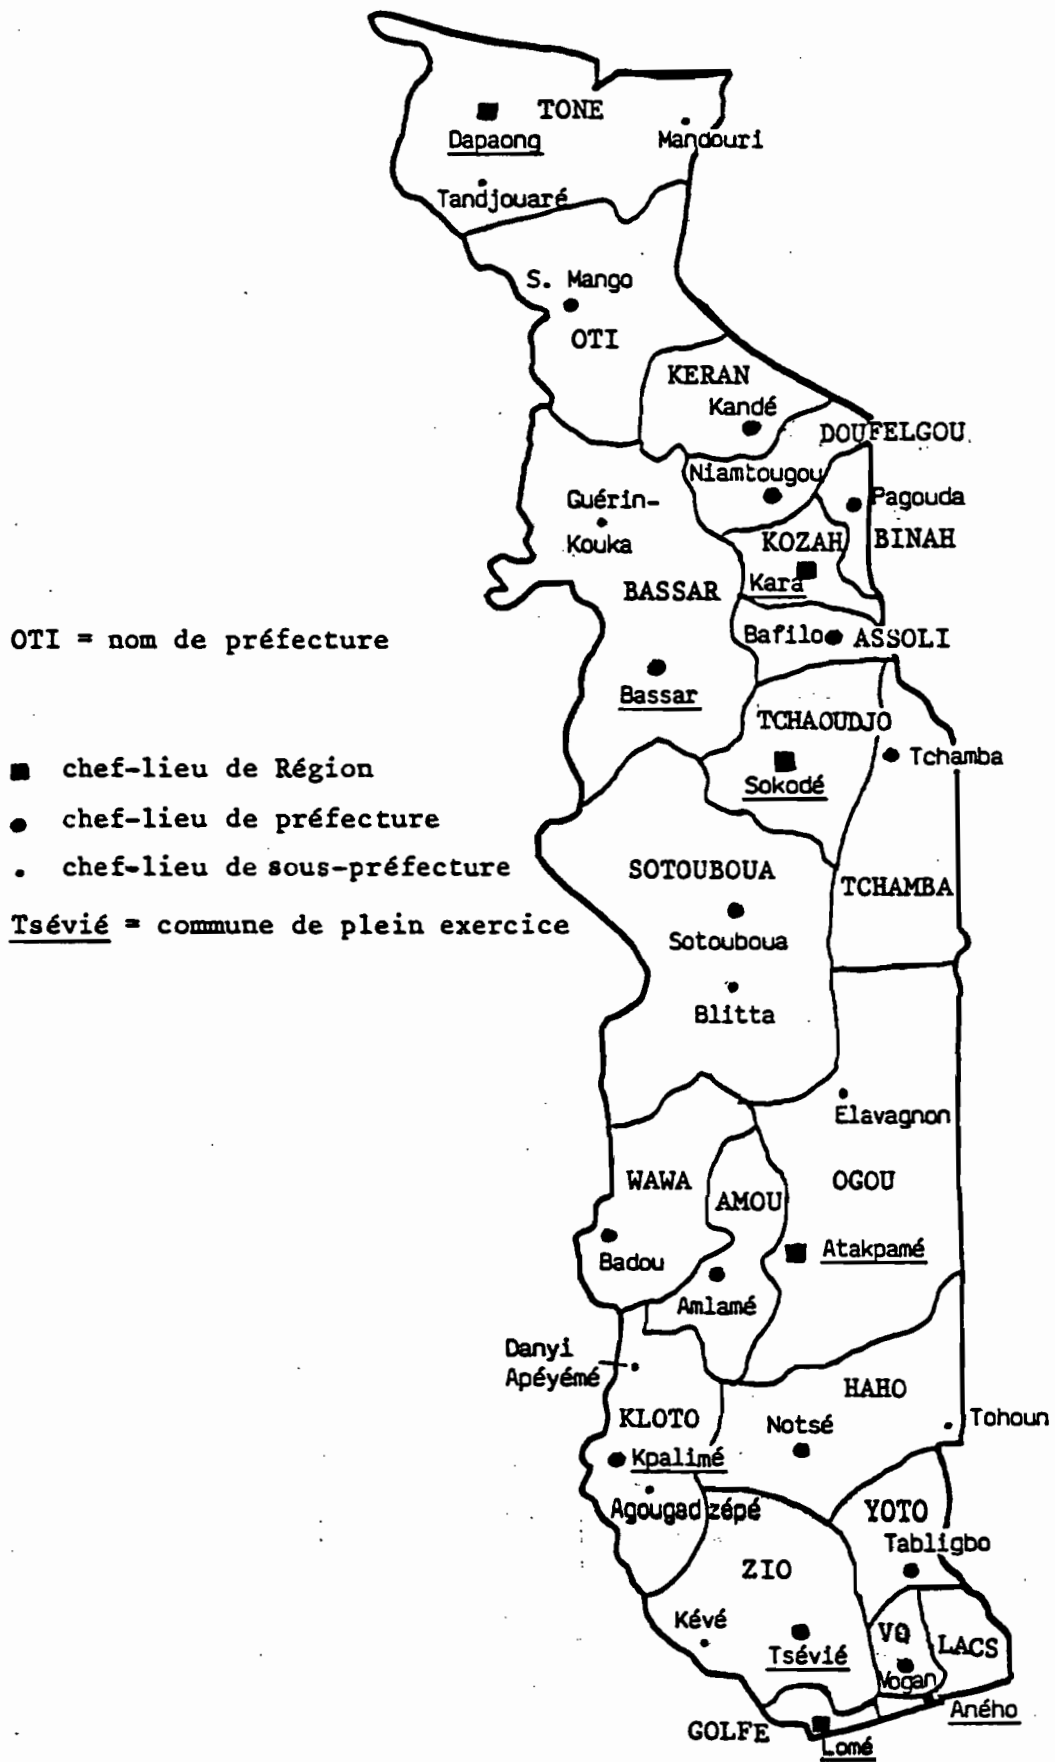 TONE
Dapaong
Mandouri
Tandjouaré
S. Mango
OTI
KERAN
Kandé
DOUFELGOU
Niamtougou
Pagouda
Guérin-
Kouka
KOZAH
BINAH
Kara
BASSAR
Bafilo
ASSOLI
Bassar
TCHAOUDJO
Tchamba
Sokodé
OTI = nom de préfecture
chef-lieu de Région
chef-lieu de préfecture
chef-lieu de sous-préfecture
Tsévié = commune de plein exercice
SOTOUBOUA
TCHAMBA
Sotouboua
Blitta
Elavagnon
WAWA
AMOU
OGOU
Badou
Atakpamé
Amlamé
Danyi
Apéyémé
HAHO
KLOTO
Notsé
Tohoun
Kpalimé
Agougadzépé
YOTO
Tabligbo
ZIO
Kévé
Tsévié
VO
LACS
Vogan
Aného
GOLFE
Lomé